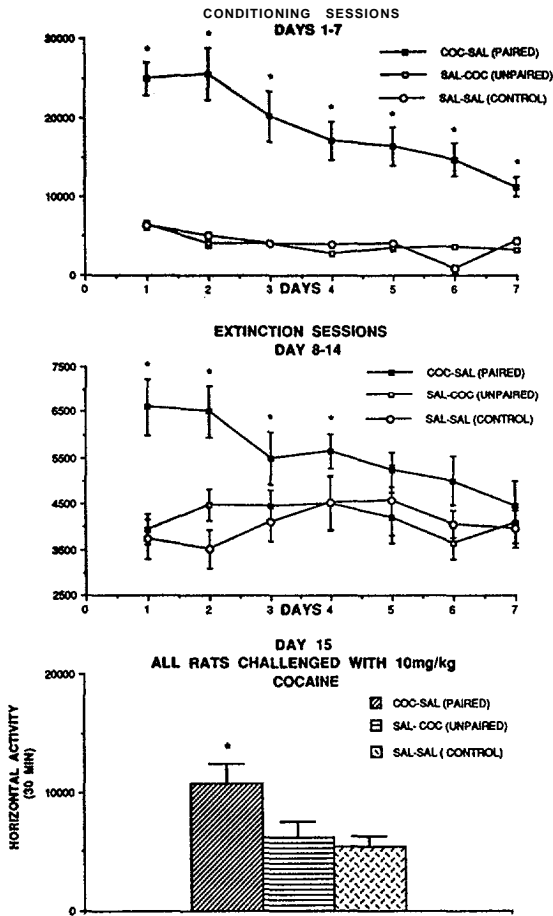 CONDITIONING SESSIONS
DAYS 1-7
30000
20000
10000
0
COC-SAL (PAIRED)
SAL-COC (UNPAIRED)
SAL-SAL (CONTROL)
* * * * * * *
0 1 2 3 4 5 6 7
DAYS
EXTINCTION SESSIONS
DAY 8-14
7500
6500
5500
4500
3500
2500
COC-SAL (PAIRED)
SAL-COC (UNPAIRED)
SAL-SAL (CONTROL)
* * * *
0 1 2 3 4 5 6 7
DAYS
DAY 15
ALL RATS CHALLENGED WITH 10mg/kg
COCAINE
HORIZONTAL ACTIVITY
(30 MIN)
20000
10000
0
COC-SAL (PAIRED)
SAL- COC (UNPAIRED)
SAL-SAL ( CONTROL)
*